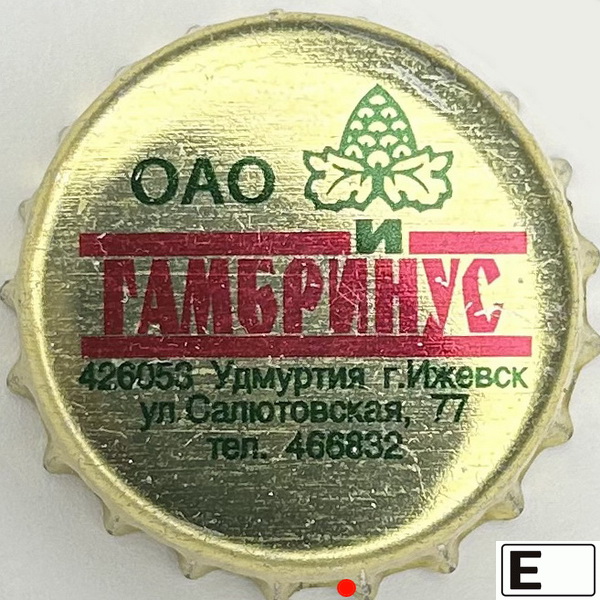 ОАО
И
ГАМБРИНУС
426053 Удмуртия г.Ижевск
ул.Салютовская, 77
тел. 466832
E